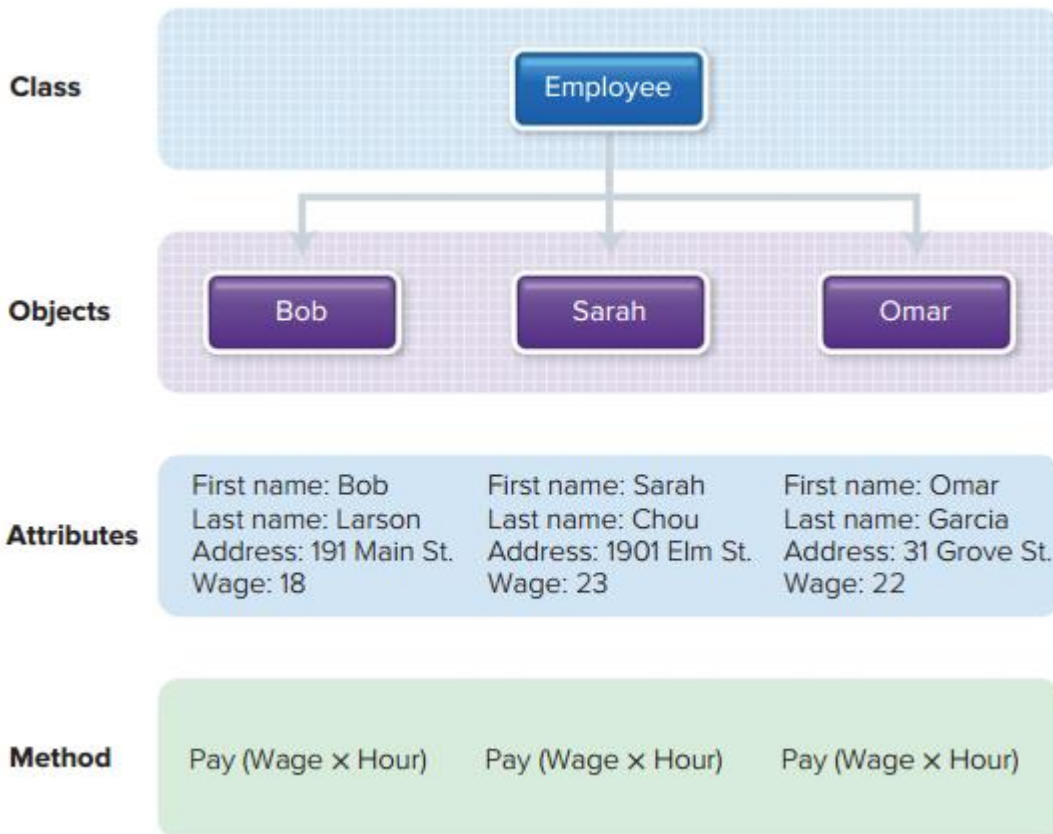 Class
Employee
Objects
Bob
Sarah
Omar
Attributes
First name: Bob
Last name: Larson
Address: 191 Main St.
Wage: 18
First name: Sarah
Last name: Chou
Address: 1901 Elm St.
Wage: 23
First name: Omar
Last name: Garcia
Address: 31 Grove St.
Wage: 22
Method
Pay (Wage × Hour)
Pay (Wage × Hour)
Pay (Wage × Hour)